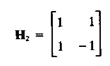 H₂ = [1 1
1 -1]